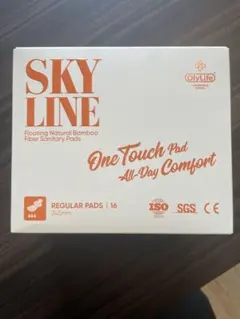 SKY
LINE
Floating Natural Bamboo
Fiber Sanitary Pads
OlyLife
One Touch Pad
All-Day Comfort
REGULAR PADS | 16
ISO
SGS
CE